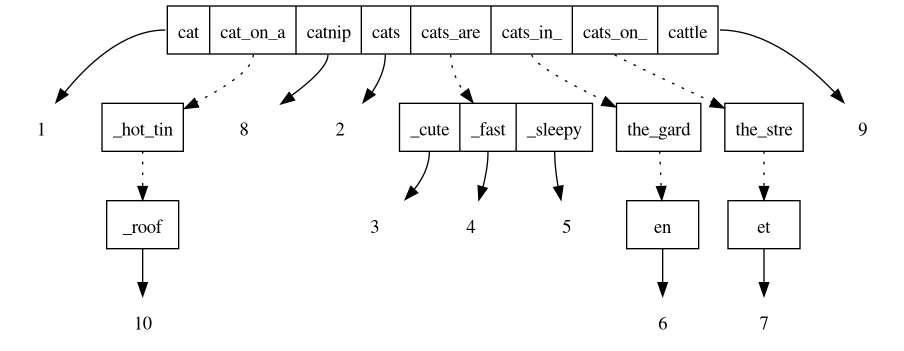 cat cat_on_a catnip cats cats_are cats_in_ cats_on_ cattle
1 _hot_tin 8 2 _cute _fast _sleepy the_gard the_stre 9
_roof 3 4 5 en et
10 6 7